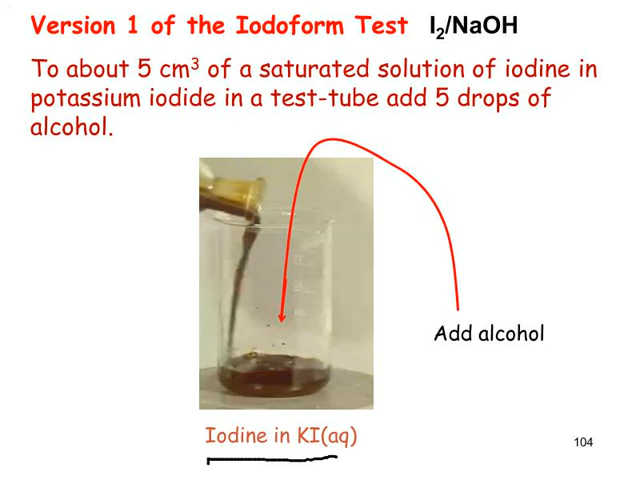 Version 1 of the Iodoform Test I₂/NaOH
To about 5 cm³ of a saturated solution of iodine in
potassium iodide in a test-tube add 5 drops of
alcohol.
Add alcohol
Iodine in KI(aq)
104